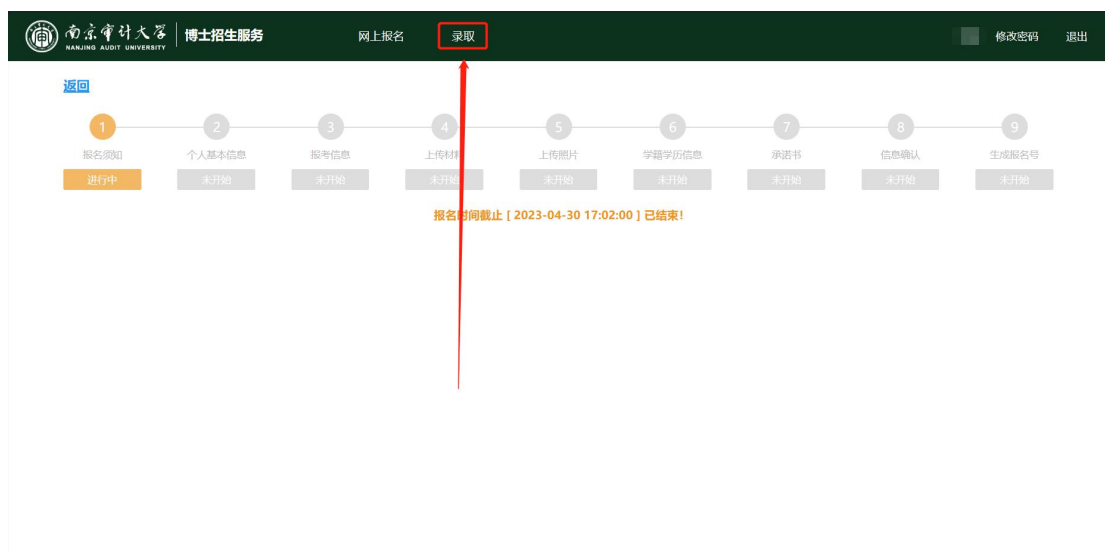 南京审计大学 博士招生服务 网上报名 录取 修改密码 退出
NANJING AUDIT UNIVERSITY
返回
1 2 3 4 5 6 7 8 9
报名须知 个人基本信息 报考信息 上传材料 上传照片 学籍学历信息 承诺书 信息确认 生成报名号
进行中 未开始 未开始 未开始 未开始 未开始 未开始 未开始 未开始
报名时间截止 [ 2023-04-30 17:02:00 ] 已结束!